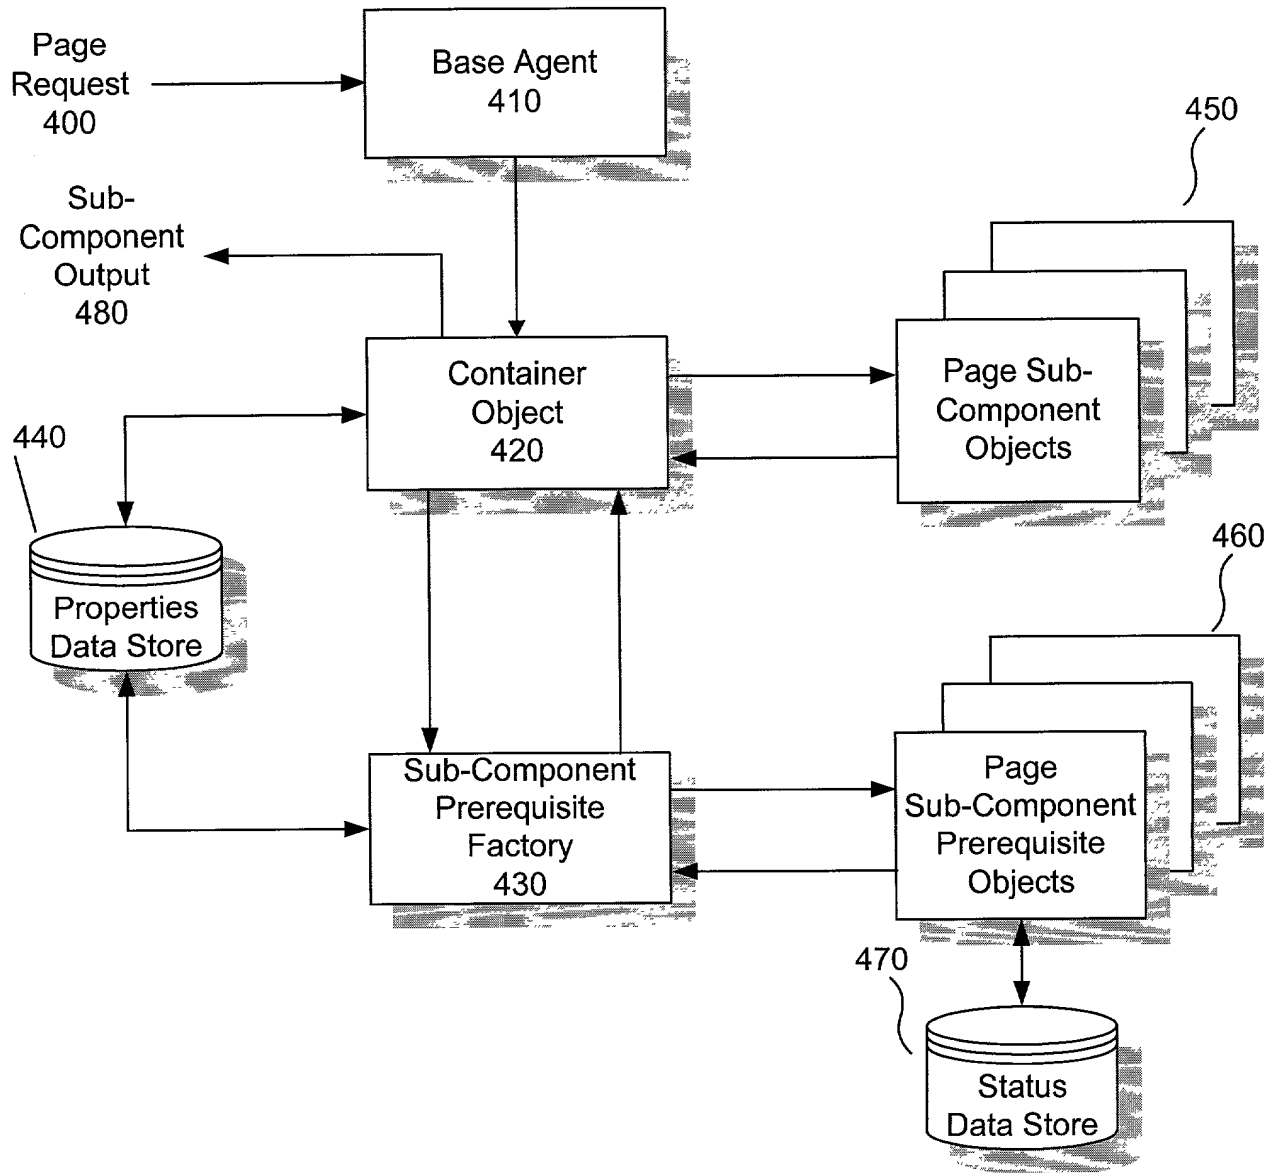 Page
Request
400
Base Agent
410
450
Sub-
Component
Output
480
Container
Object
420
Page Sub-
Component
Objects
440
Properties
Data Store
460
Sub-Component
Prerequisite
Factory
430
Page
Sub-Component
Prerequisite
Objects
470
Status
Data Store